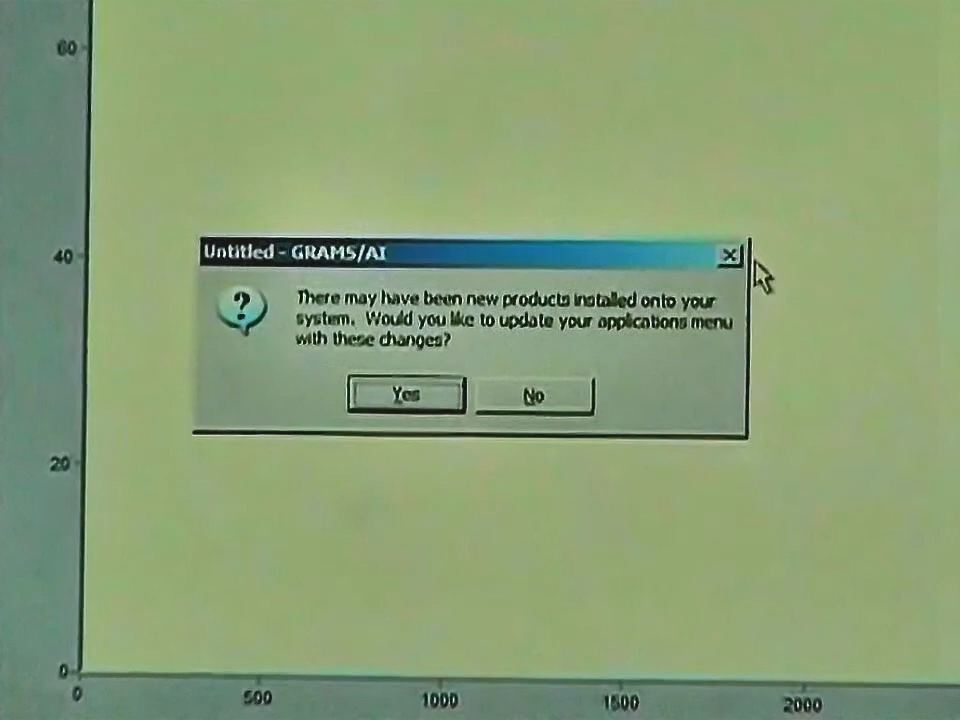 60
Untitled - GRAMS/AI
40
?
There may have been new products installed onto your
system. Would you like to update your applications menu
with these changes?
Yes No
20
0
0 500 1000 1500 2000